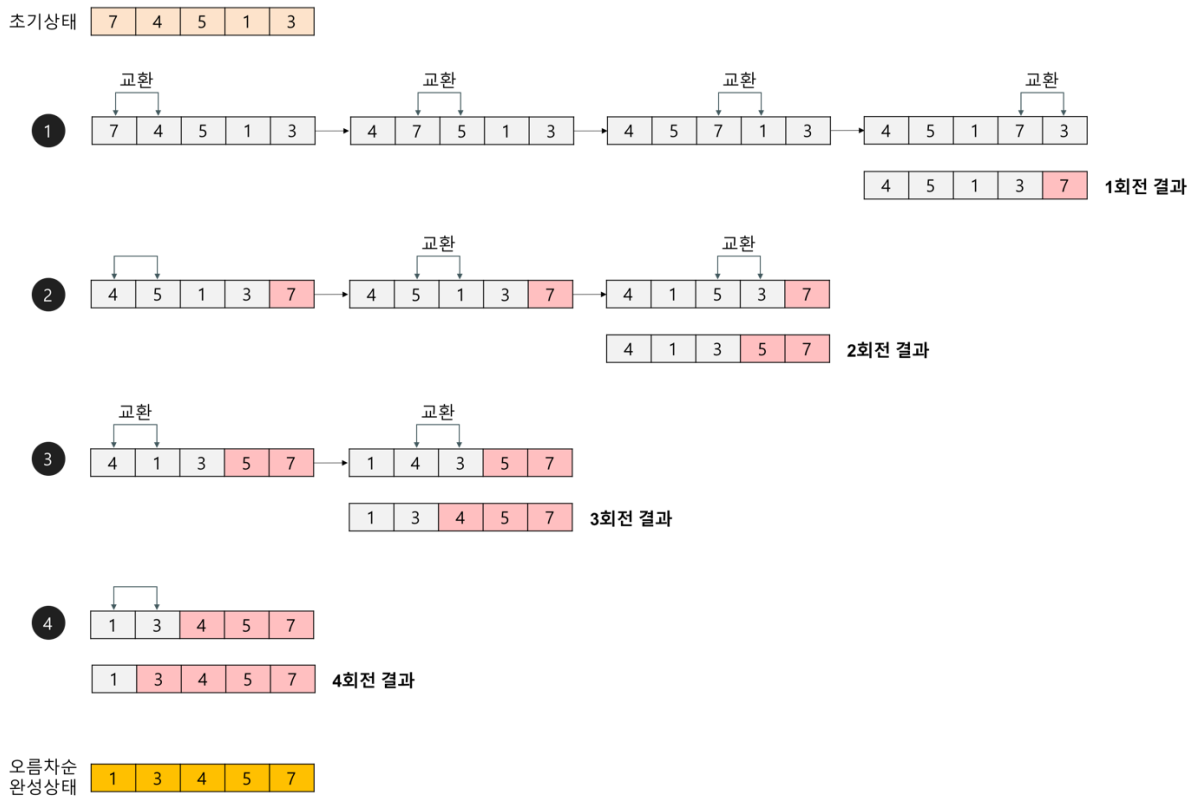 초기상태 7 4 5 1 3
교환 교환 교환 교환
1 7 4 5 1 3 4 7 5 1 3 4 5 7 1 3 4 5 1 7 3
4 5 1 3 7 1회전 결과
교환 교환
2 4 5 1 3 7 4 5 1 3 7 4 1 5 3 7
4 1 3 5 7 2회전 결과
교환 교환
3 4 1 3 5 7 1 4 3 5 7
1 3 4 5 7 3회전 결과
4 1 3 4 5 7
1 3 4 5 7 4회전 결과
오름차순
완성상태 1 3 4 5 7